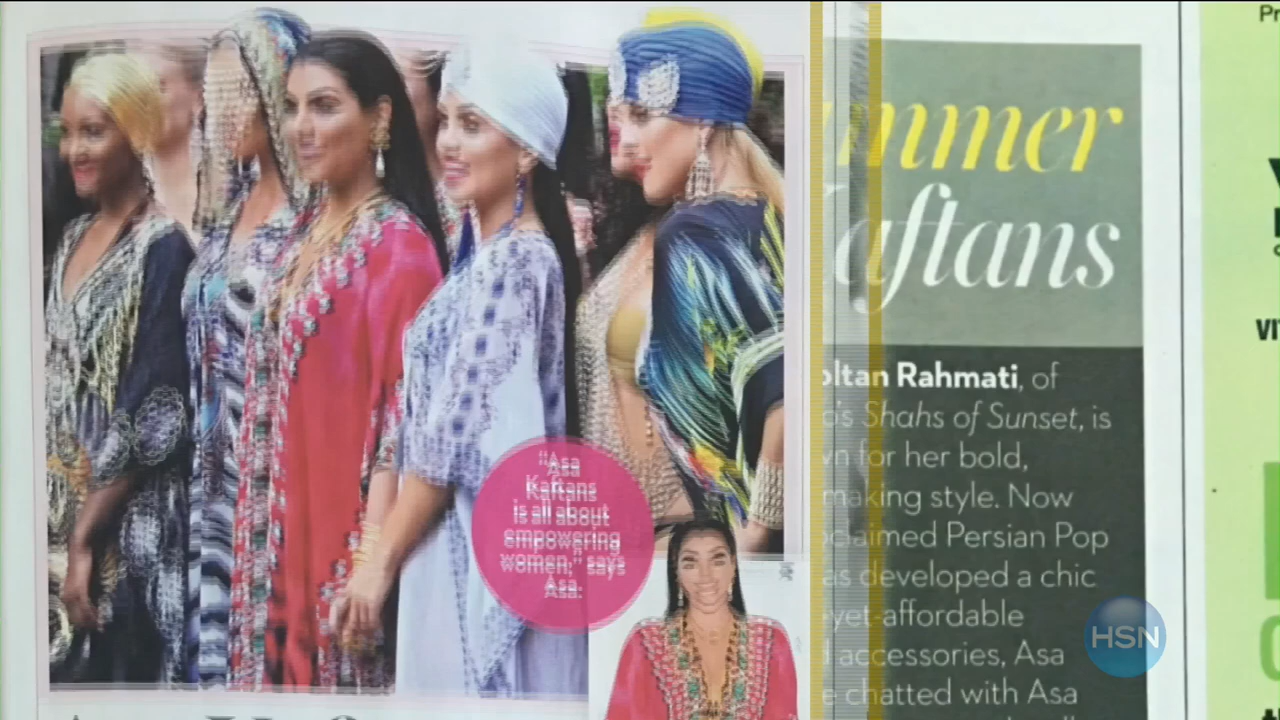 "Asa
Kaftans
is all about
empowering
women," says
Asa.
mmer
aftans
ltan Rahmati, of
's Shahs of Sunset, is
n for her bold,
making style. Now
claimed Persian Pop
as developed a chic
yet-affordable
accessories, Asa
e chatted with Asa
HSN
Pr
VI